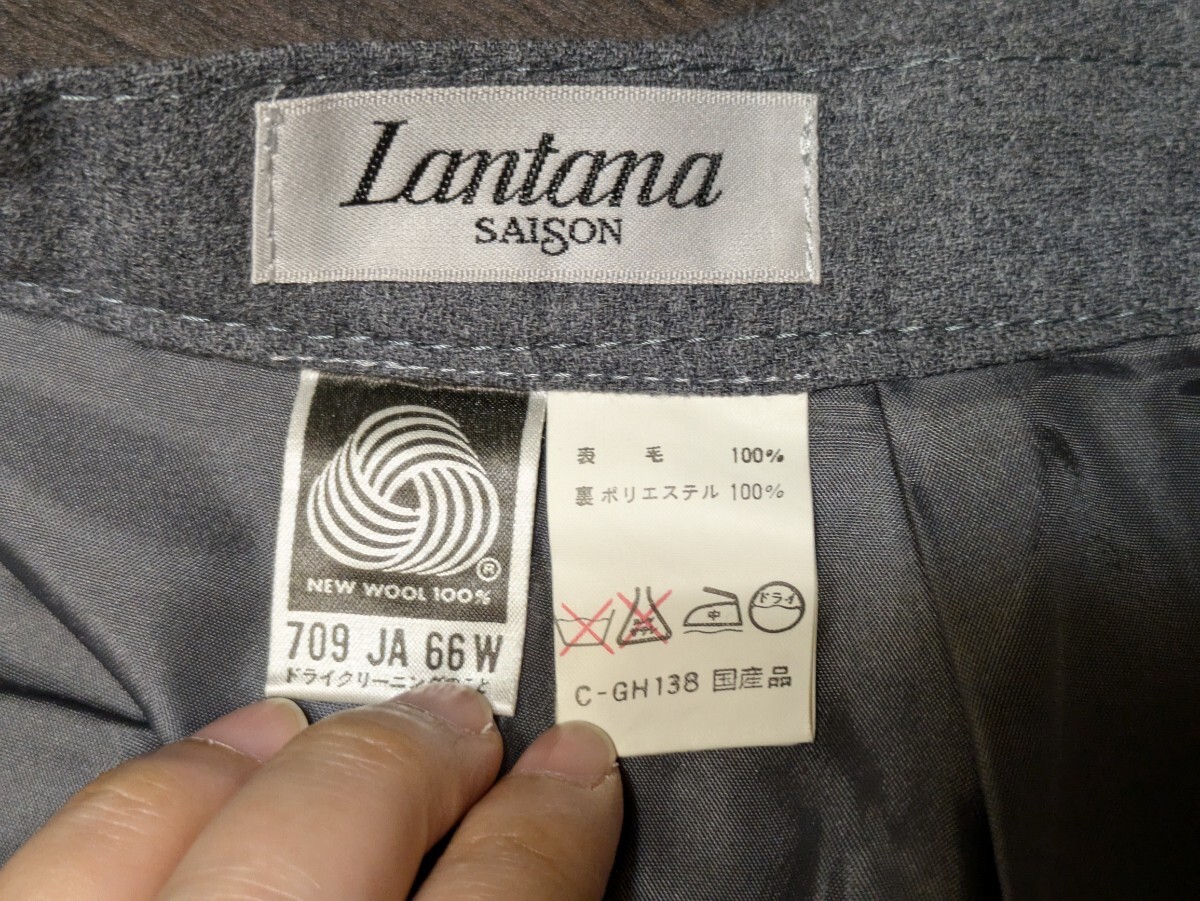 Lantana
SAISON
NEW WOOL 100%
®
709 JA 66 W
ドライクリーニングのこと
表 毛 100%
裏 ポリエステル 100%
中
ドライ
C-GH138 国産品